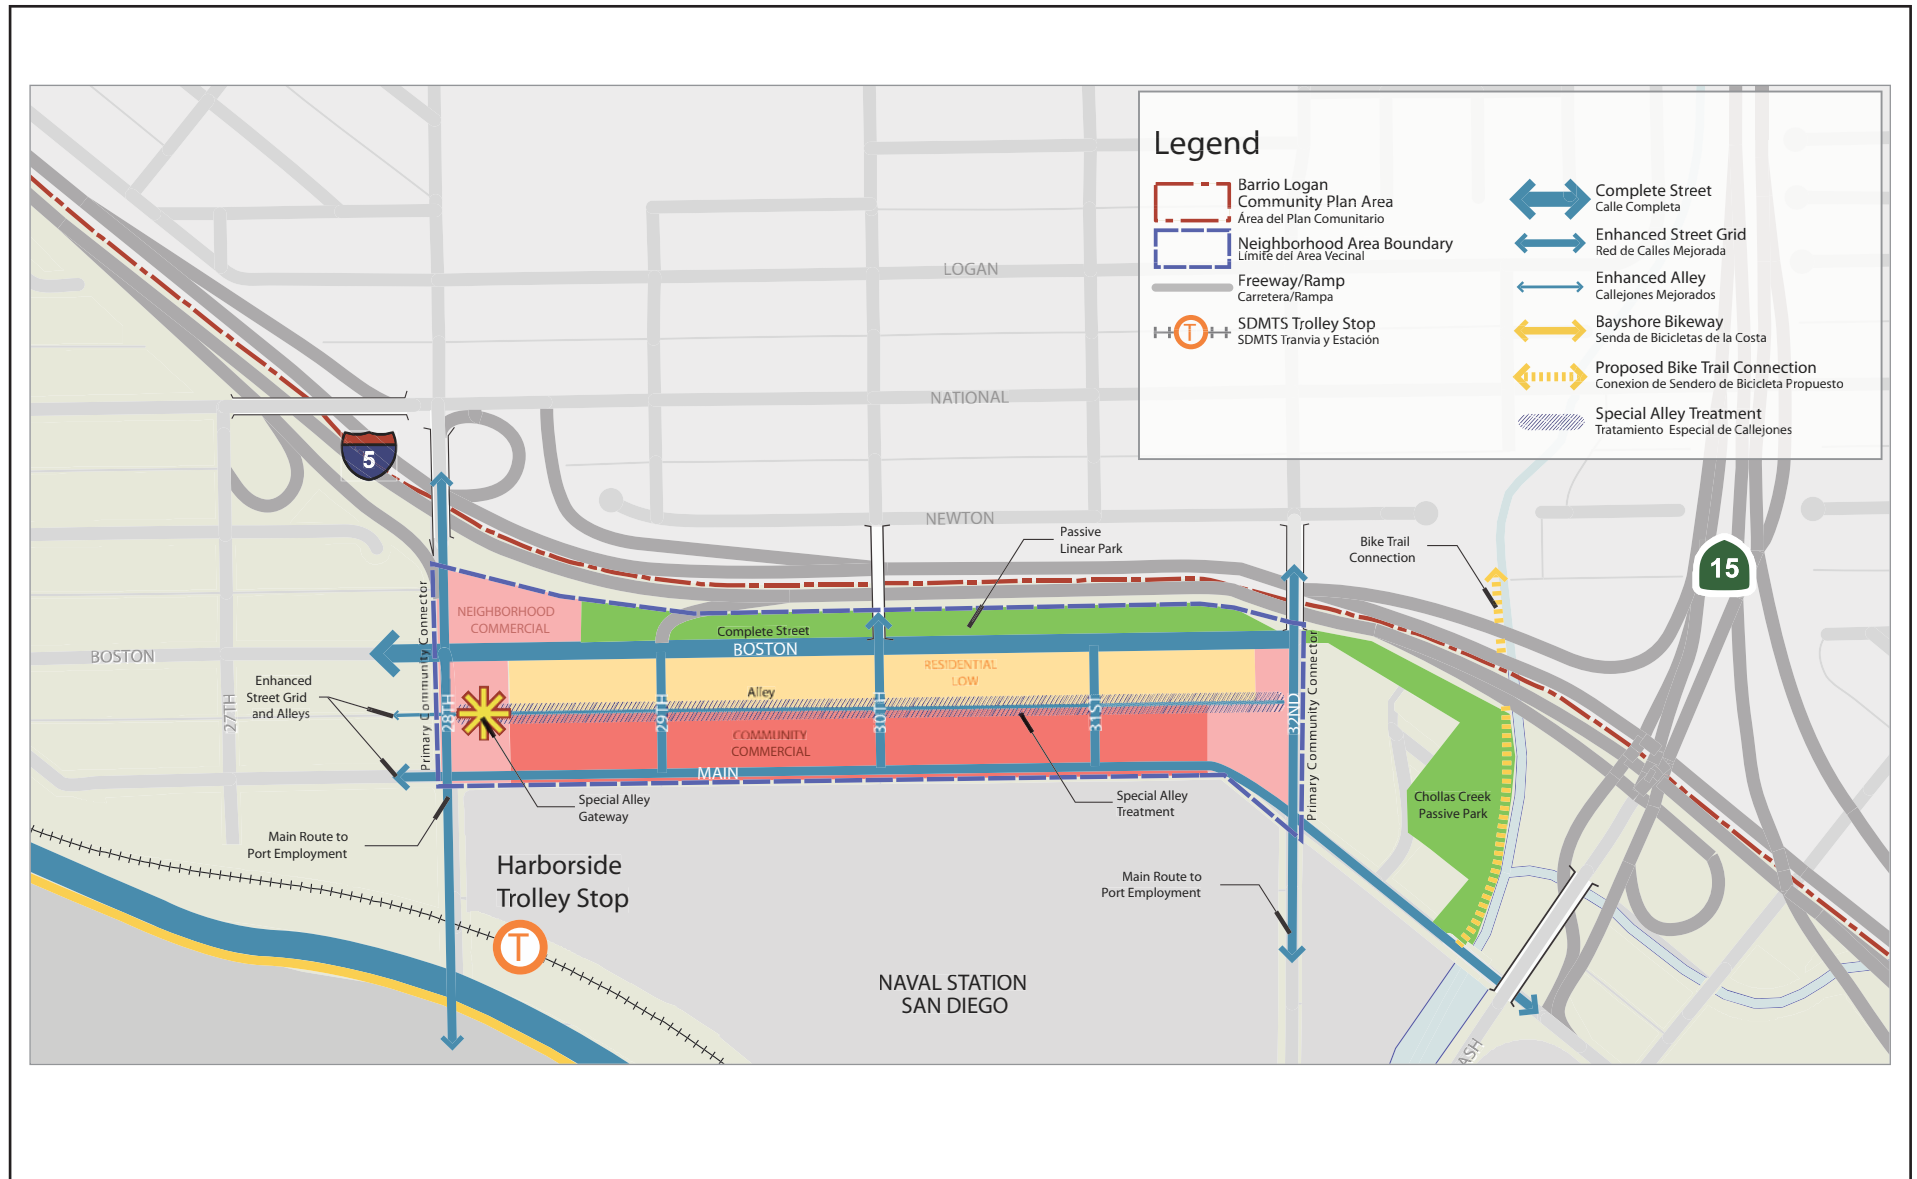 Legend
Barrio Logan
Community Plan Area
Área del Plan Comunitario
Neighborhood Area Boundary
Límite del Area Vecinal
Freeway/Ramp
Carretera/Rampa
T
SDMTS Trolley Stop
SDMTS Tranvia y Estación
Complete Street
Calle Completa
Enhanced Street Grid
Red de Calles Mejorada
Enhanced Alley
Callejones Mejorados
Bayshore Bikeway
Senda de Bicicletas de la Costa
Proposed Bike Trail Connection
Conexion de Sendero de Bicicleta Propuesto
Special Alley Treatment
Tratamiento Especial de Callejones
LOGAN
NATIONAL
5
NEWTON
Passive
Linear Park
Bike Trail
Connection
15
NEIGHBORHOOD
COMMERCIAL
Complete Street
BOSTON
BOSTON
Primary Community Connector
RESIDENTIAL
LOW
Enhanced
Street Grid
and Alleys
Alley
27TH
28TH
29TH
30TH
31ST
32ND
Primary Community Connector
COMMUNITY
COMMERCIAL
MAIN
Special Alley
Gateway
Special Alley
Treatment
Chollas Creek
Passive Park
Main Route to
Port Employment
Harborside
Trolley Stop
T
Main Route to
Port Employment
NAVAL STATION
SAN DIEGO
ASH